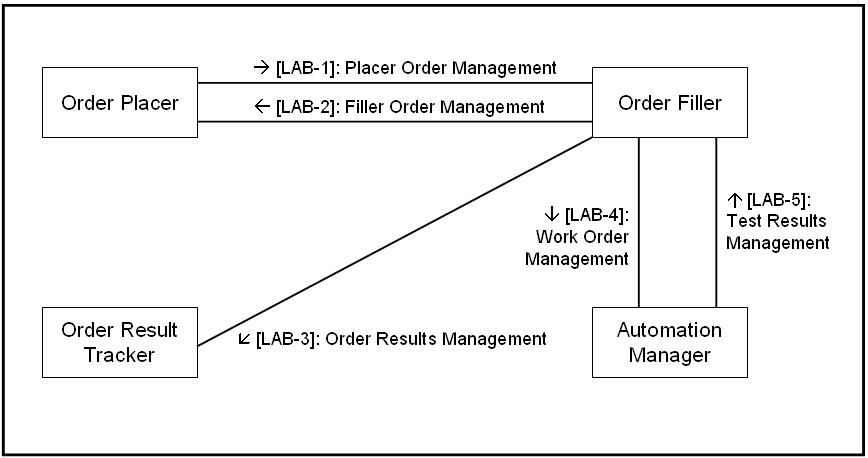 → [LAB-1]: Placer Order Management
Order Placer
← [LAB-2]: Filler Order Management
Order Filler
↓ [LAB-4]:
Work Order
Management
↑ [LAB-5]:
Test Results
Management
Order Result
Tracker
↙ [LAB-3]: Order Results Management
Automation
Manager